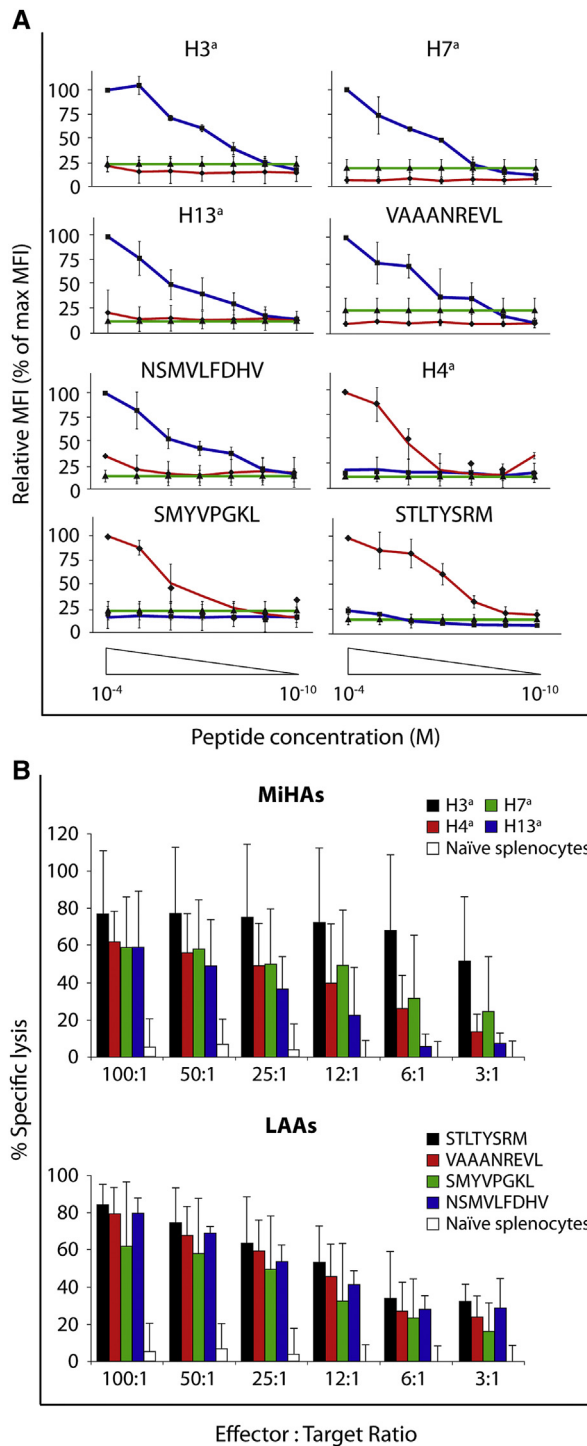 A
H3ᵃ H7ᵃ
100
75
50
25
0
H13ᵃ VAAANREVL
100
75
50
25
0
NSMVLFDHV H4ᵃ
100
75
50
25
0
SMYVPGKL STLTYSRM
100
75
50
25
0
Relative MFI (% of max MFI)
10⁻⁴ 10⁻¹⁰ 10⁻⁴ 10⁻¹⁰
Peptide concentration (M)
B
MiHAs
H3ᵃ H7ᵃ
H4ᵃ H13ᵃ
Naïve splenocytes
120
100
80
60
40
20
0
100:1 50:1 25:1 12:1 6:1 3:1
% Specific lysis
LAAs
STLTYSRM
VAAANREVL
SMYVPGKL
NSMVLFDHV
Naïve splenocytes
100
80
60
40
20
0
100:1 50:1 25:1 12:1 6:1 3:1
Effector : Target Ratio